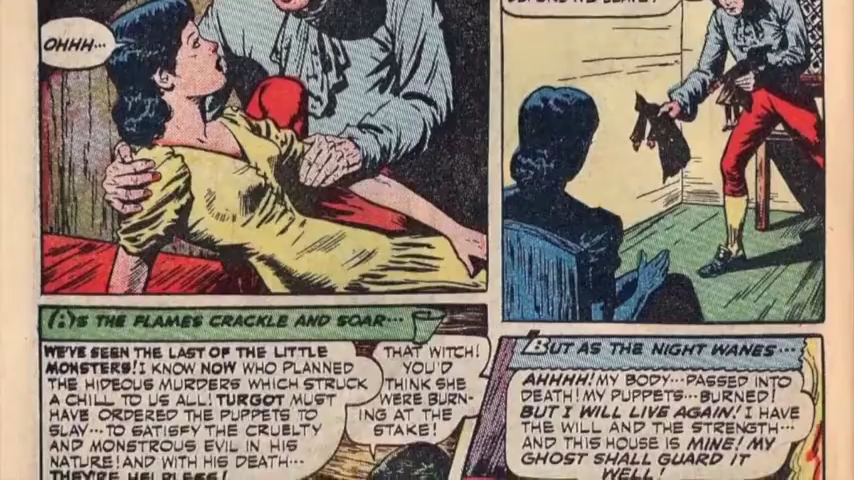 OHHH...
AS THE FLAMES CRACKLE AND SOAR...
WE'VE SEEN THE LAST OF THE LITTLE
MONSTERS! I KNOW NOW WHO PLANNED
THE HIDEOUS MURDERS WHICH STRUCK
A CHILL TO US ALL! TURGOT MUST
HAVE ORDERED THE PUPPETS TO
SLAY... TO SATISFY THE CRUELTY
AND MONSTROUS EVIL IN HIS
NATURE! AND WITH HIS DEATH...
THEY'RE HELPLESS!
THAT WITCH!
YOU'D
THINK SHE
WERE BURN-
ING AT THE
STAKE!
BUT AS THE NIGHT WANES...
AHHHH! MY BODY... PASSED INTO
DEATH! MY PUPPETS... BURNED!
BUT I WILL LIVE AGAIN! I HAVE
THE WILL AND THE STRENGTH...
AND THIS HOUSE IS MINE! MY
GHOST SHALL GUARD IT
WELL!